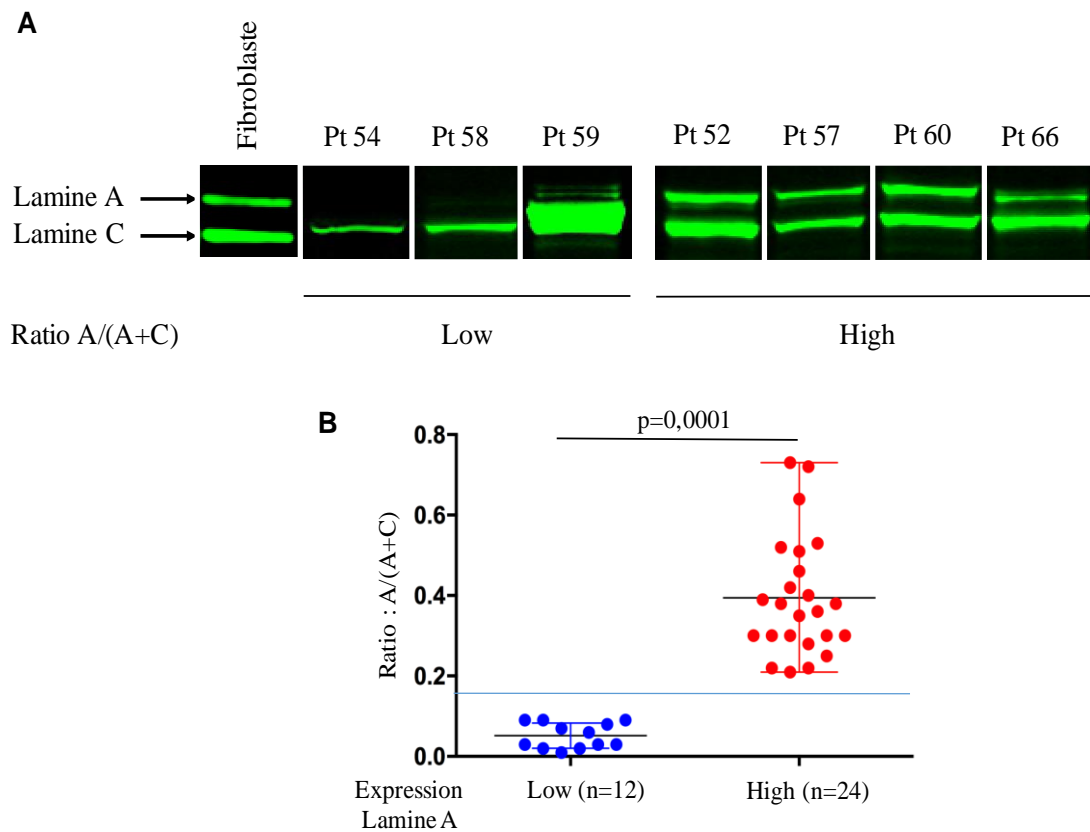 A
Fibroblaste
Pt 54 Pt 58 Pt 59 Pt 52 Pt 57 Pt 60 Pt 66
Lamine A
Lamine C
Ratio A/(A+C) Low High
B
p=0,0001
0.8
0.6
0.4
0.2
0.0
Ratio : A/(A+C)
Expression Low (n=12) High (n=24)
Lamine A